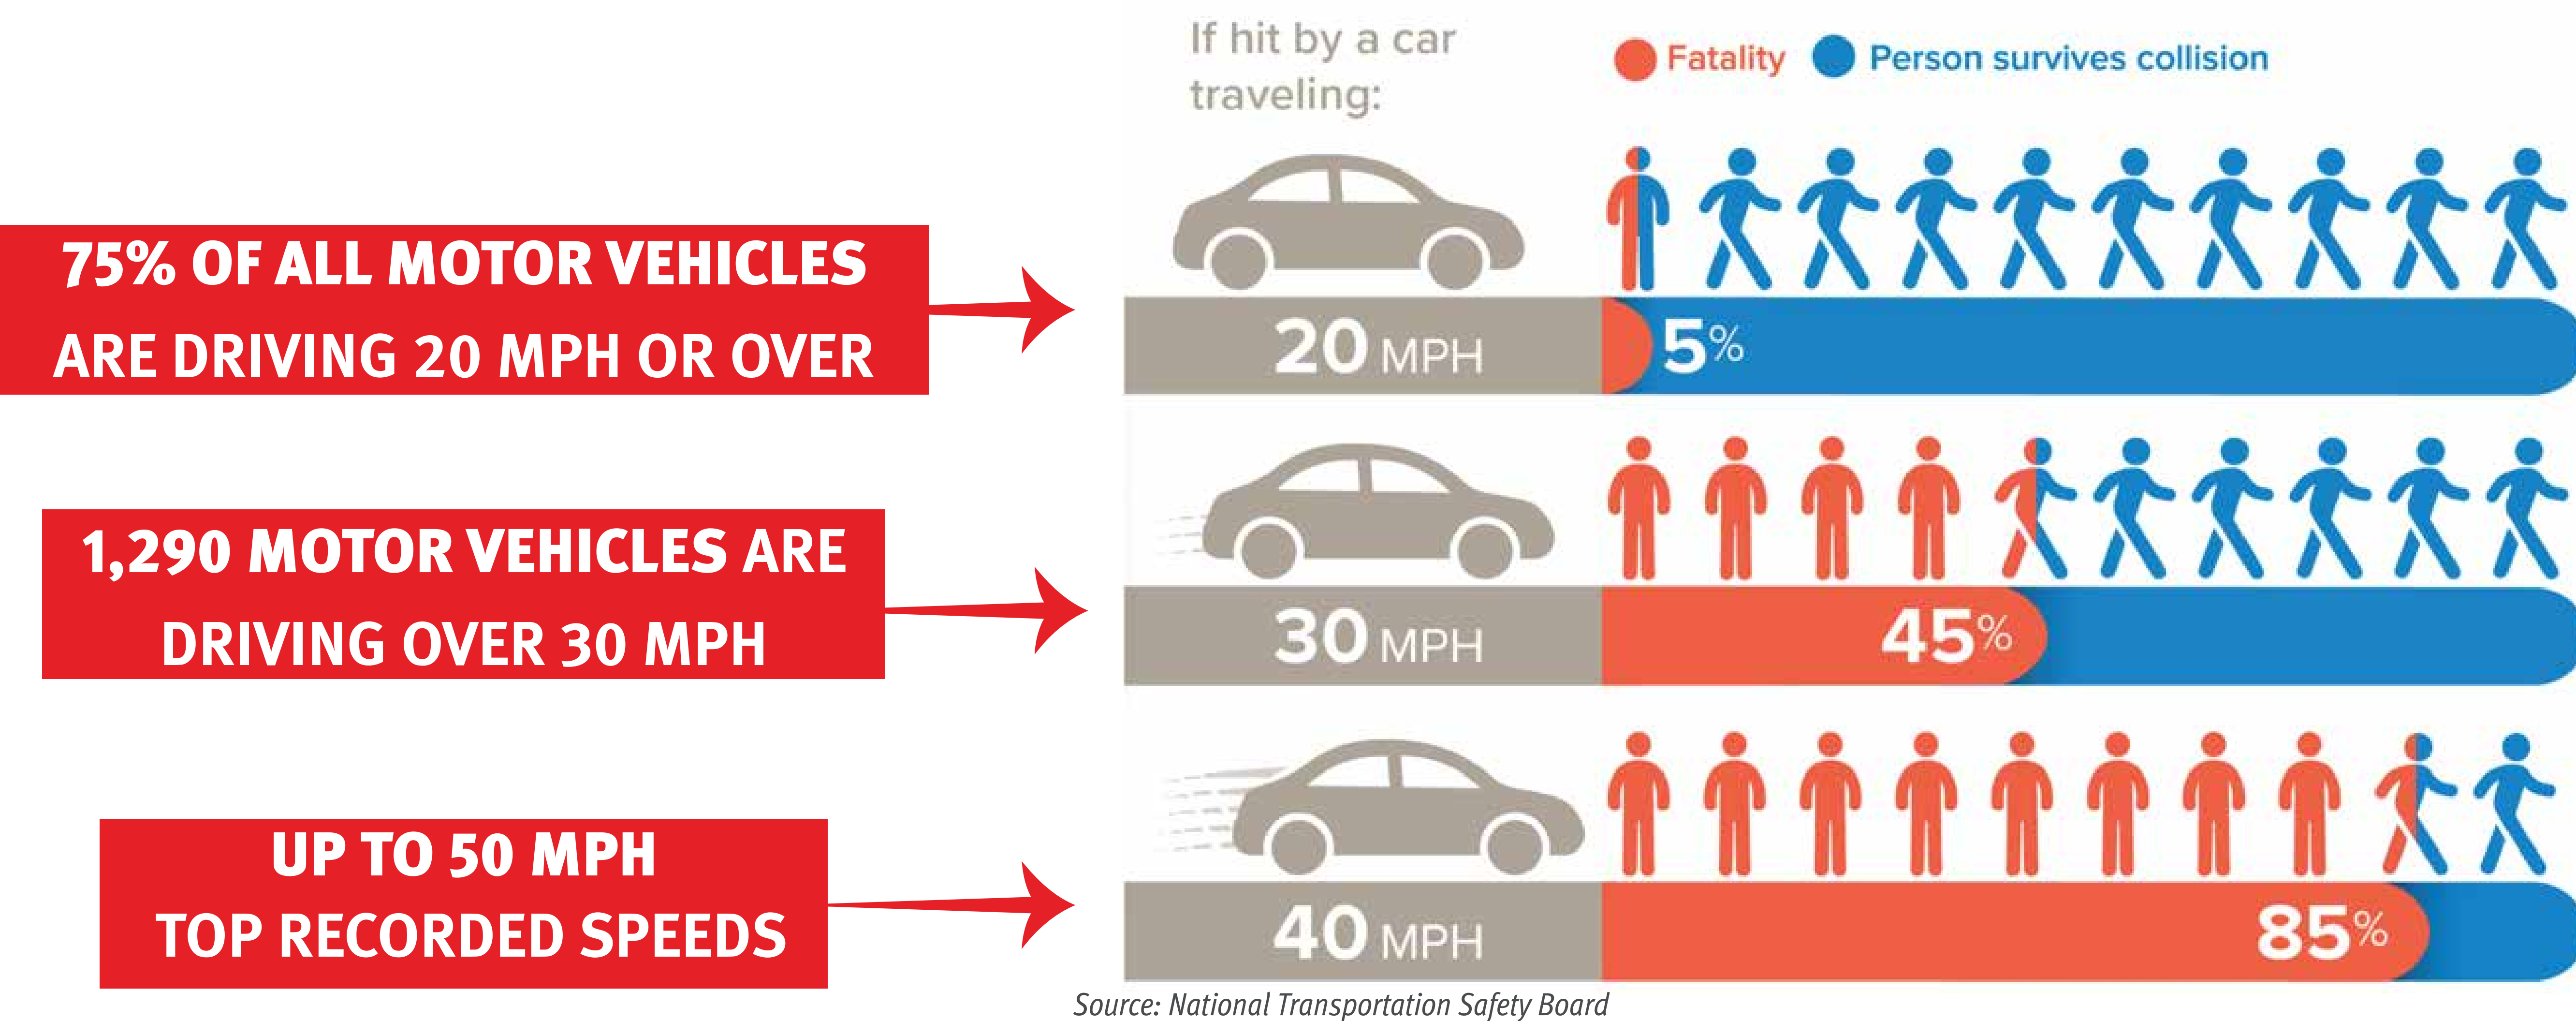 If hit by a car
traveling:
Fatality
Person survives collision
75% OF ALL MOTOR VEHICLES
ARE DRIVING 20 MPH OR OVER
20 MPH
5%
1,290 MOTOR VEHICLES ARE
DRIVING OVER 30 MPH
30 MPH
45%
UP TO 50 MPH
TOP RECORDED SPEEDS
40 MPH
85%
Source: National Transportation Safety Board